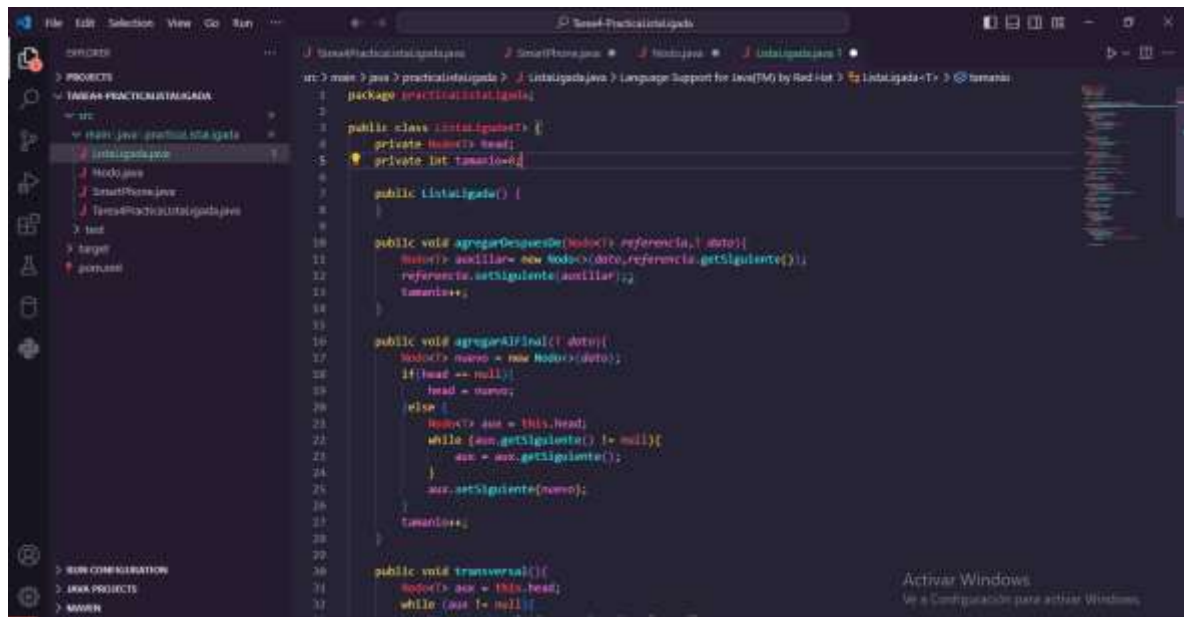 File Edit Selection View Go Run ···
Tarea4-PracticaListaLigada
EXPLORER
PROJECTS
TAREA4-PRACTICALISTALIGADA
src
main \ java \ practicaListaLigada
ListaLigada.java 1
Nodo.java
SmartPhone.java
Tarea4PracticaListaLigada.java
test
target
pom.xml
RUN CONFIGURATION
JAVA PROJECTS
MAVEN
Tarea4PracticaListaLigada.java SmartPhone.java Nodo.java ListaLigada.java 1
src > main > java > practicalistaligada > ListaLigada.java > Language Support for Java(TM) by Red Hat > ListaLigada<T> > tamanio
1 package practicalistaligada;
2
3 public class ListaLigada<T> {
4 private Nodo<T> head;
5 private int tamanio=0;
6
7 public ListaLigada() {
8 }
9
10 public void agregarDespuesDe(Nodo<T> referencia,T dato){
11 Nodo<T> auxiliar= new Nodo<>(dato,referencia.getSiguiente());
12 referencia.setSiguiente(auxiliar);;
13 tamanio++;
14 }
15
16 public void agregarAlFinal(T dato){
17 Nodo<T> nuevo = new Nodo<>(dato);
18 if(head == null){
19 head = nuevo;
20 }else {
21 Nodo<T> aux = this.head;
22 while (aux.getSiguiente() != null){
23 aux = aux.getSiguiente();
24 }
25 aux.setSiguiente(nuevo);
26 }
27 tamanio++;
28 }
29
30 public void transversal(){
31 Nodo<T> aux = this.head;
32 while (aux != null){
Activar Windows
Ve a Configuración para activar Windows.